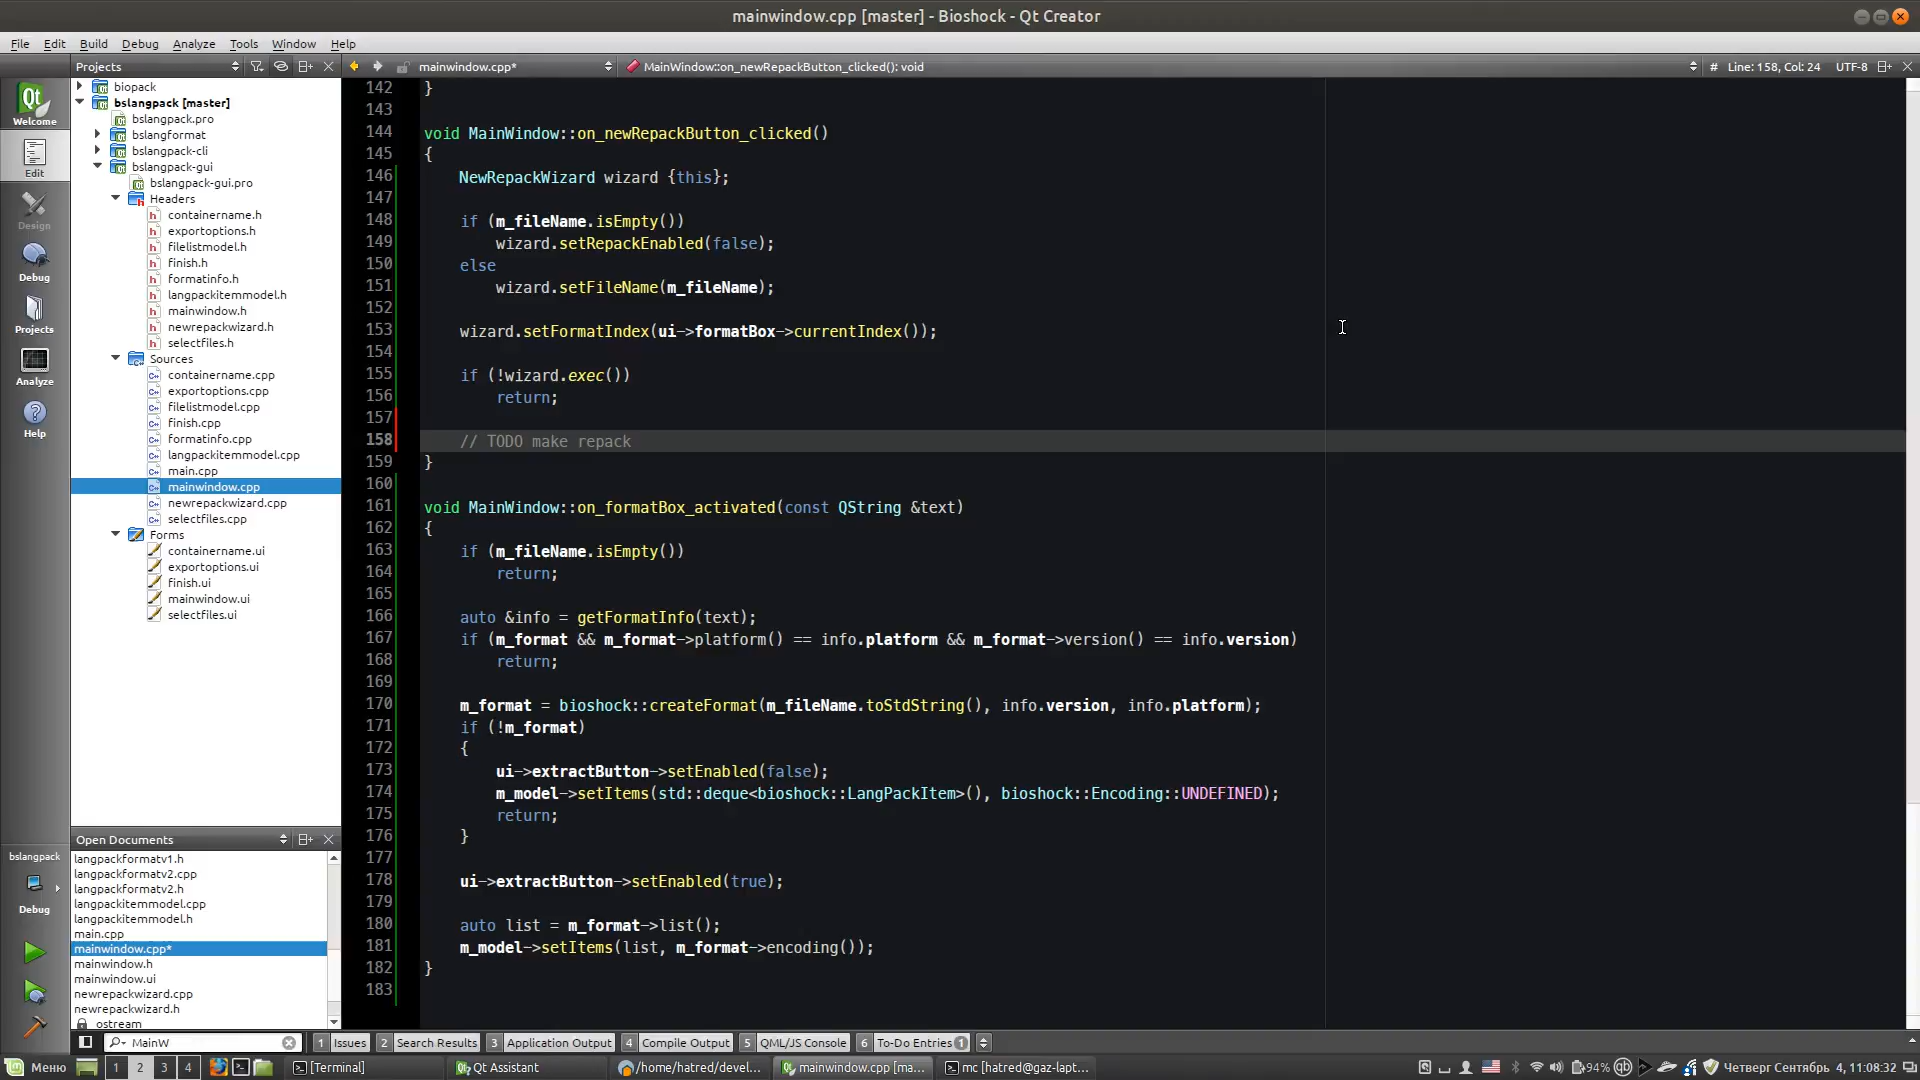 mainwindow.cpp [master] - Bioshock - Qt Creator
File Edit Build Debug Analyze Tools Window Help
Projects
mainwindow.cpp*
MainWindow::on_newRepackButton_clicked(): void
# Line: 158, Col: 24 UTF-8
Welcome
Edit
Design
Debug
Projects
Analyze
Help
bslangpack
Debug
biopack
bslangpack [master]
bslangpack.pro
bslangformat
bslangpack-cli
bslangpack-gui
bslangpack-gui.pro
Headers
containername.h
exportoptions.h
filelistmodel.h
finish.h
formatinfo.h
langpackitemmodel.h
mainwindow.h
newrepackwizard.h
selectfiles.h
Sources
containername.cpp
exportoptions.cpp
filelistmodel.cpp
finish.cpp
formatinfo.cpp
langpackitemmodel.cpp
main.cpp
mainwindow.cpp
newrepackwizard.cpp
selectfiles.cpp
Forms
containername.ui
exportoptions.ui
finish.ui
mainwindow.ui
selectfiles.ui
Open Documents
langpackformatv1.h
langpackformatv2.cpp
langpackformatv2.h
langpackitemmodel.cpp
langpackitemmodel.h
main.cpp
mainwindow.cpp*
mainwindow.h
mainwindow.ui
newrepackwizard.cpp
newrepackwizard.h
ostream
142 }
143
144 void MainWindow::on_newRepackButton_clicked()
145 {
146 NewRepackWizard wizard {this};
147
148 if (m_fileName.isEmpty())
149 wizard.setRepackEnabled(false);
150 else
151 wizard.setFileName(m_fileName);
152
153 wizard.setFormatIndex(ui->formatBox->currentIndex());
154
155 if (!wizard.exec())
156 return;
157
158 // TODO make repack
159 }
160
161 void MainWindow::on_formatBox_activated(const QString &text)
162 {
163 if (m_fileName.isEmpty())
164 return;
165
166 auto &info = getFormatInfo(text);
167 if (m_format && m_format->platform() == info.platform && m_format->version() == info.version)
168 return;
169
170 m_format = bioshock::createFormat(m_fileName.toStdString(), info.version, info.platform);
171 if (!m_format)
172 {
173 ui->extractButton->setEnabled(false);
174 m_model->setItems(std::deque<bioshock::LangPackItem>(), bioshock::Encoding::UNDEFINED);
175 return;
176 }
177
178 ui->extractButton->setEnabled(true);
179
180 auto list = m_format->list();
181 m_model->setItems(list, m_format->encoding());
182 }
183
MainW
1 Issues 2 Search Results 3 Application Output 4 Compile Output 5 QML/JS Console 6 To-Do Entries 1
Меню 1 2 3 4 [Terminal] Qt Assistant /home/hatred/devel... mainwindow.cpp [ma... mc [hatred@gaz-lapt... 94% Четверг Сентябрь 4, 11:08:32